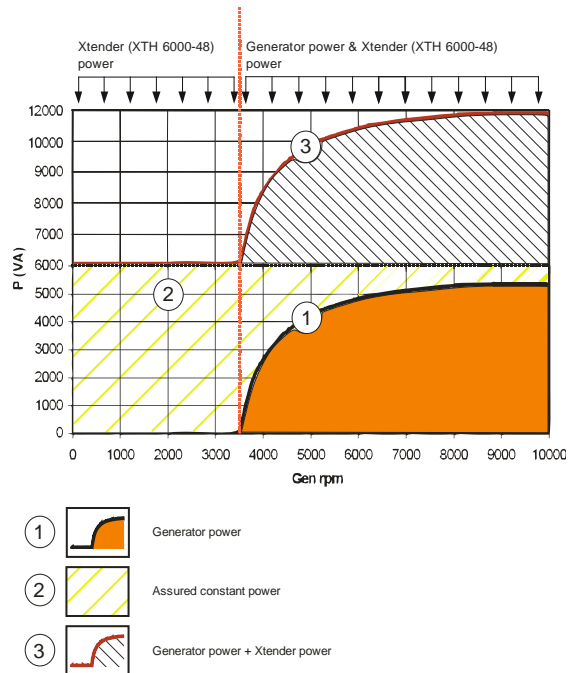 Xtender (XTH 6000-48)
power
Generator power & Xtender (XTH 6000-48)
power
12000
10000
9000
8000
7000
6000
5000
4000
3000
2000
1000
0
P (VA)
3
2
1
0 1000 2000 3000 4000 5000 6000 7000 8000 9000 10000
Gen rpm
1 Generator power
2 Assured constant power
3 Generator power + Xtender power